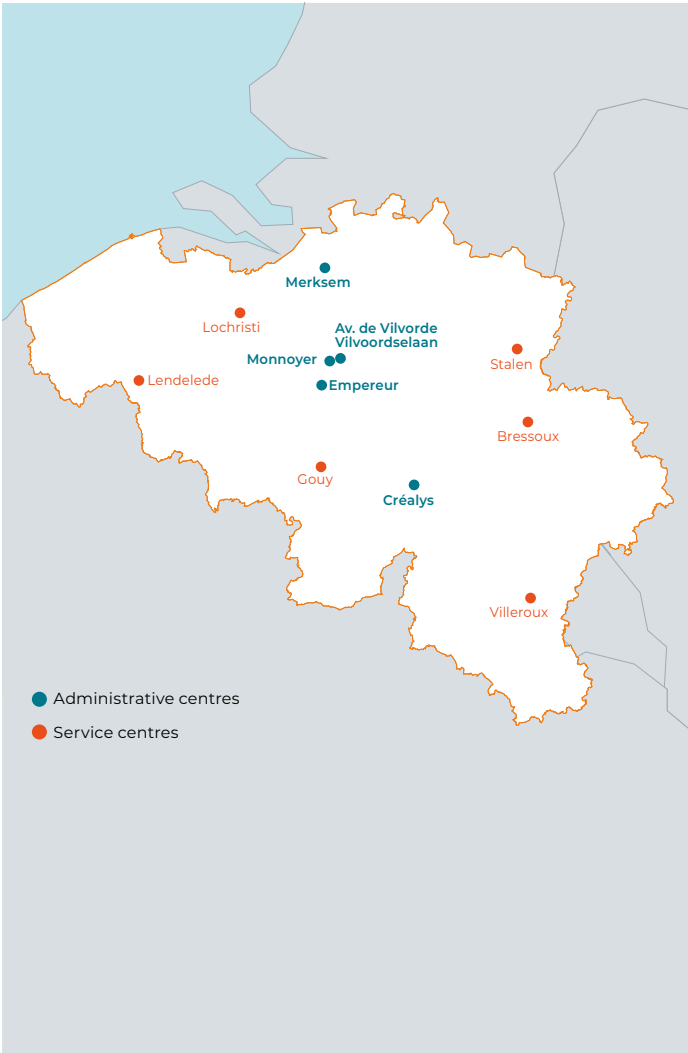 Merksem
Lochristi
Av. de Vilvorde
Vilvoordselaan
Monnoyer
Stalen
Lendelede
Empereur
Bressoux
Gouy
Créalys
Villeroux
Administrative centres
Service centres